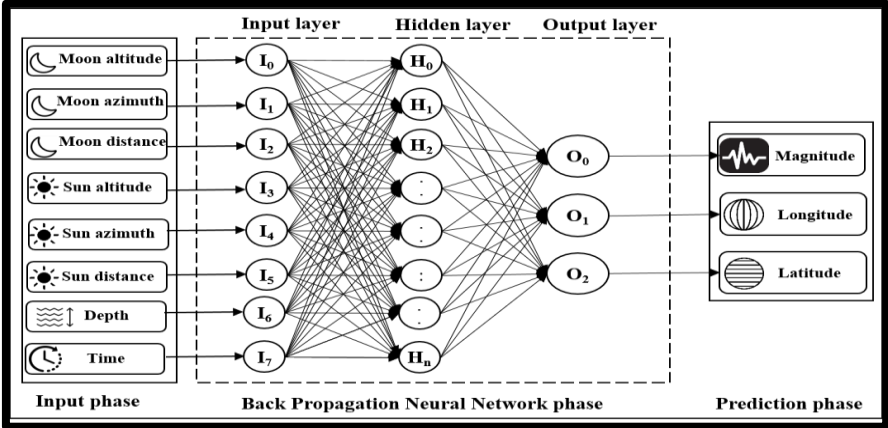 Input layer
Hidden layer
Output layer
Moon altitude
Moon azimuth
Moon distance
Sun altitude
Sun azimuth
Sun distance
Depth
Time
I0
I1
I2
I3
I4
I5
I6
I7
H0
H1
H2
:
:
:
:
Hn
O0
O1
O2
Magnitude
Longitude
Latitude
Input phase
Back Propagation Neural Network phase
Prediction phase